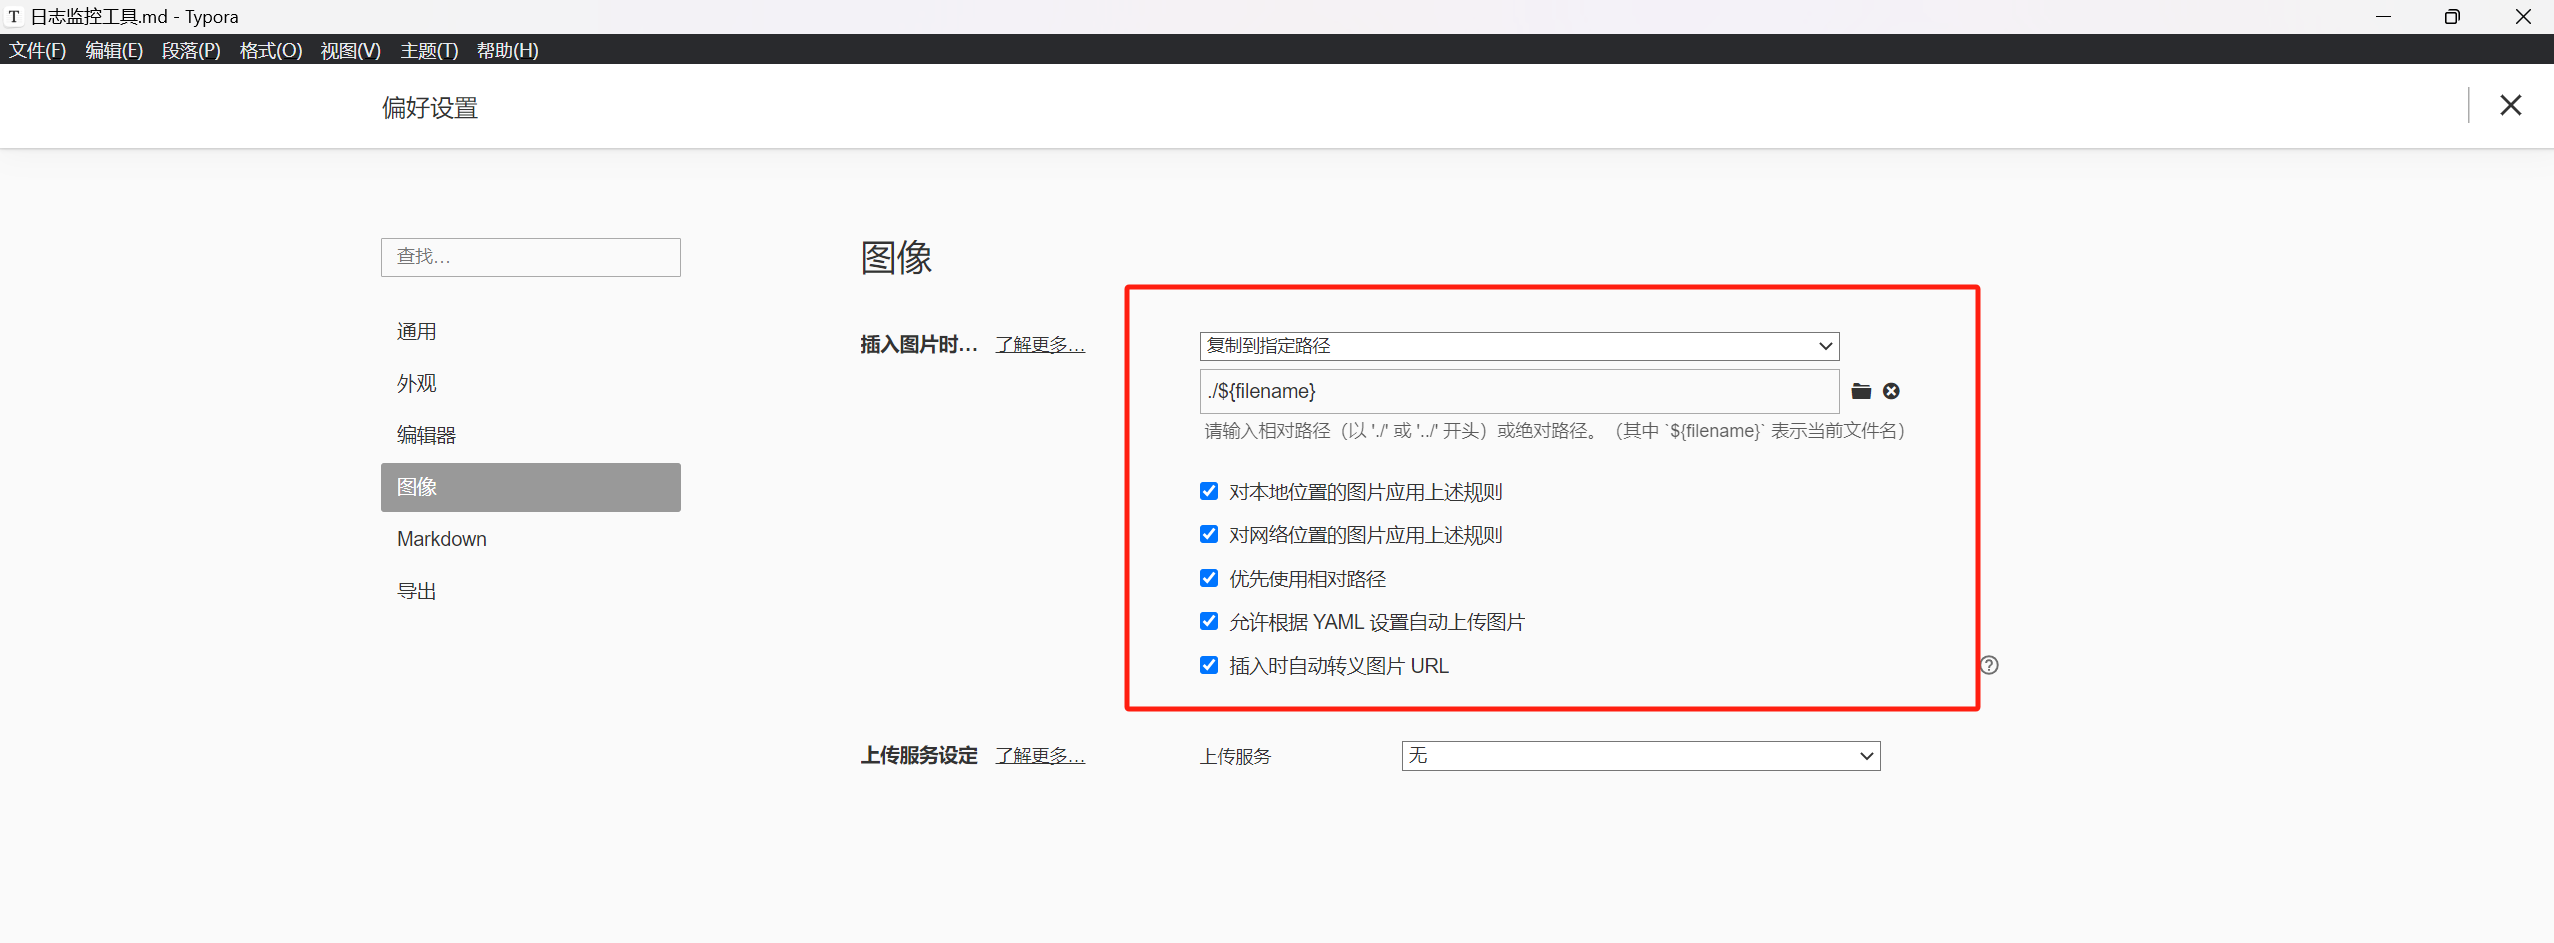 日志监控工具.md - Typora
文件(F) 编辑(E) 段落(P) 格式(O) 视图(V) 主题(T) 帮助(H)
偏好设置
查找…
通用
外观
编辑器
图像
Markdown
导出
图像
插入图片时… 了解更多…
复制到指定路径
./${filename}
请输入相对路径（以 './' 或 '../' 开头）或绝对路径。（其中 `${filename}` 表示当前文件名）
对本地位置的图片应用上述规则
对网络位置的图片应用上述规则
优先使用相对路径
允许根据 YAML 设置自动上传图片
插入时自动转义图片 URL
上传服务设定 了解更多…
上传服务 无